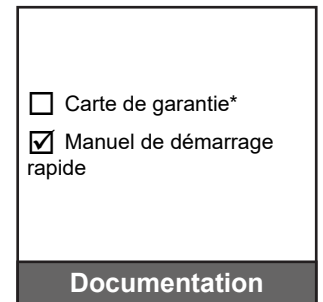 ☐ Carte de garantie*
☑ Manuel de démarrage
rapide
Documentation